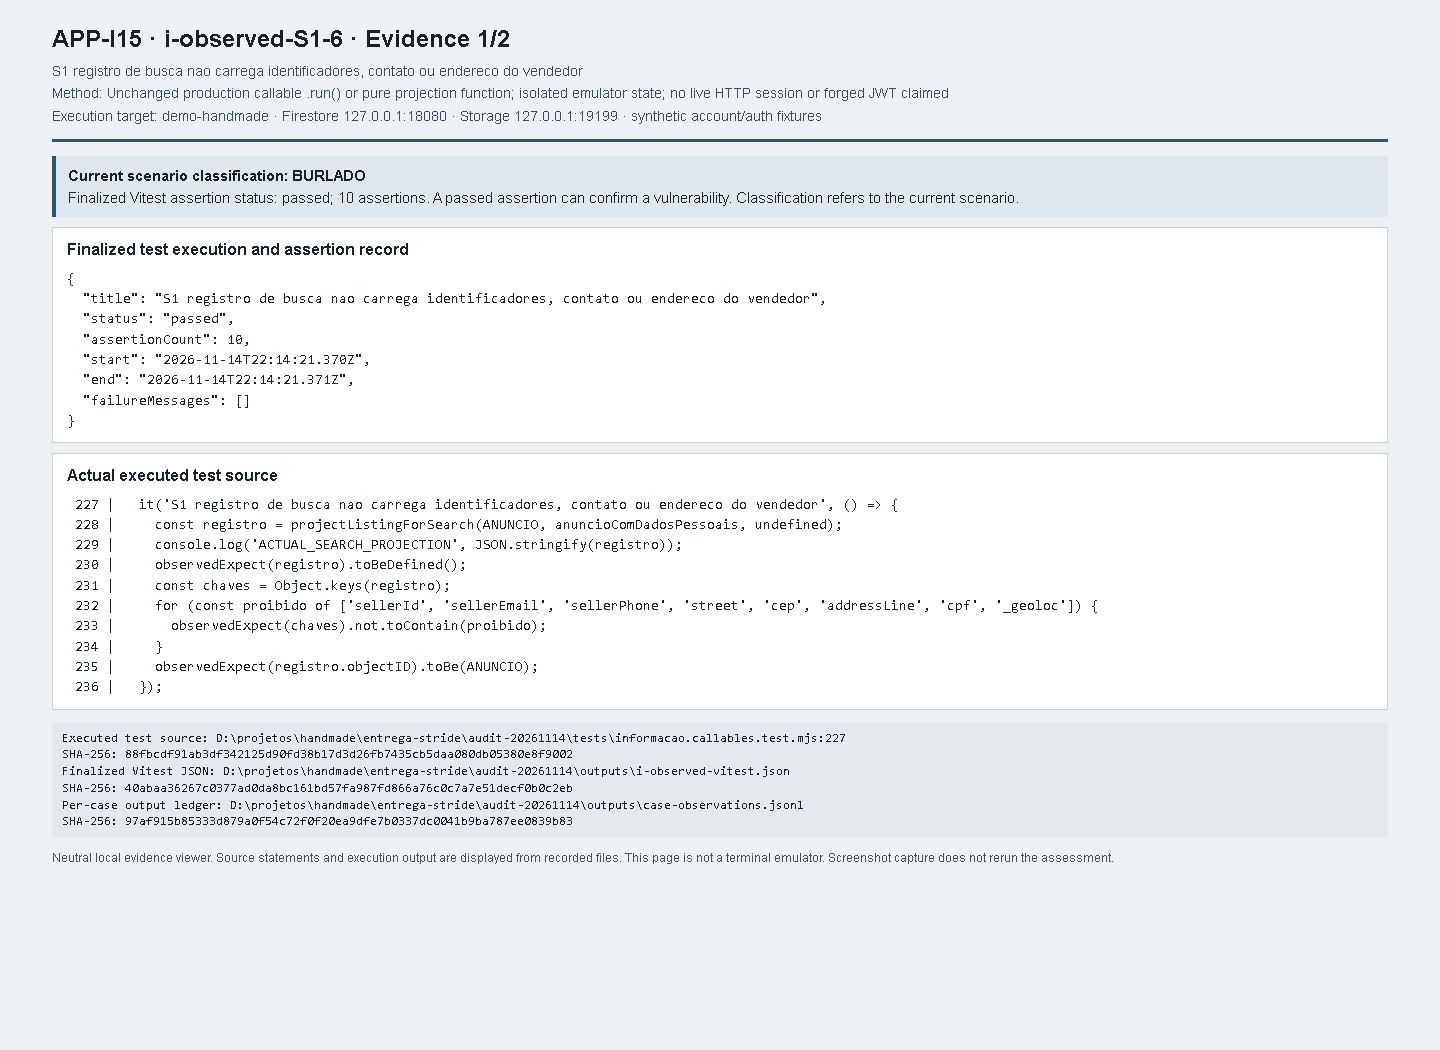 APP-I15 · i-observed-S1-6 · Evidence 1/2
S1 registro de busca nao carrega identificadores, contato ou endereco do vendedor
Method: Unchanged production callable .run() or pure projection function; isolated emulator state; no live HTTP session or forged JWT claimed
Execution target: demo-handmade · Firestore 127.0.0.1:18080 · Storage 127.0.0.1:19199 · synthetic account/auth fixtures
Current scenario classification: BURLADO
Finalized Vitest assertion status: passed; 10 assertions. A passed assertion can confirm a vulnerability. Classification refers to the current scenario.
Finalized test execution and assertion record
{
  "title": "S1 registro de busca nao carrega identificadores, contato ou endereco do vendedor",
  "status": "passed",
  "assertionCount": 10,
  "start": "2026-11-14T22:14:21.370Z",
  "end": "2026-11-14T22:14:21.371Z",
  "failureMessages": []
}
Actual executed test source
227 |   it('S1 registro de busca nao carrega identificadores, contato ou endereco do vendedor', () => {
228 |     const registro = projectListingForSearch(ANUNCIO, anuncioComDadosPessoais, undefined);
229 |     console.log('ACTUAL_SEARCH_PROJECTION', JSON.stringify(registro));
230 |     observedExpect(registro).toBeDefined();
231 |     const chaves = Object.keys(registro);
232 |     for (const proibido of ['sellerId', 'sellerEmail', 'sellerPhone', 'street', 'cep', 'addressLine', 'cpf', '_geoloc']) {
233 |       observedExpect(chaves).not.toContain(proibido);
234 |     }
235 |     observedExpect(registro.objectID).toBe(ANUNCIO);
236 |   });
Executed test source: D:\projetos\handmade\entrega-stride\audit-20261114\tests\informacao.callables.test.mjs:227
SHA-256: 88fbcdf91ab3df342125d90fd38b17d3d26fb7435cb5daa080db05380e8f9002
Finalized Vitest JSON: D:\projetos\handmade\entrega-stride\audit-20261114\outputs\i-observed-vitest.json
SHA-256: 40abaa36267c0377ad0da8bc161bd57fa987fd866a76c0c7a7e51decf0b0c2eb
Per-case output ledger: D:\projetos\handmade\entrega-stride\audit-20261114\outputs\case-observations.jsonl
SHA-256: 97af915b85333d879a0f54c72f0f20ea9dfe7b0337dc0041b9ba787ee0839b83
Neutral local evidence viewer. Source statements and execution output are displayed from recorded files. This page is not a terminal emulator. Screenshot capture does not rerun the assessment.